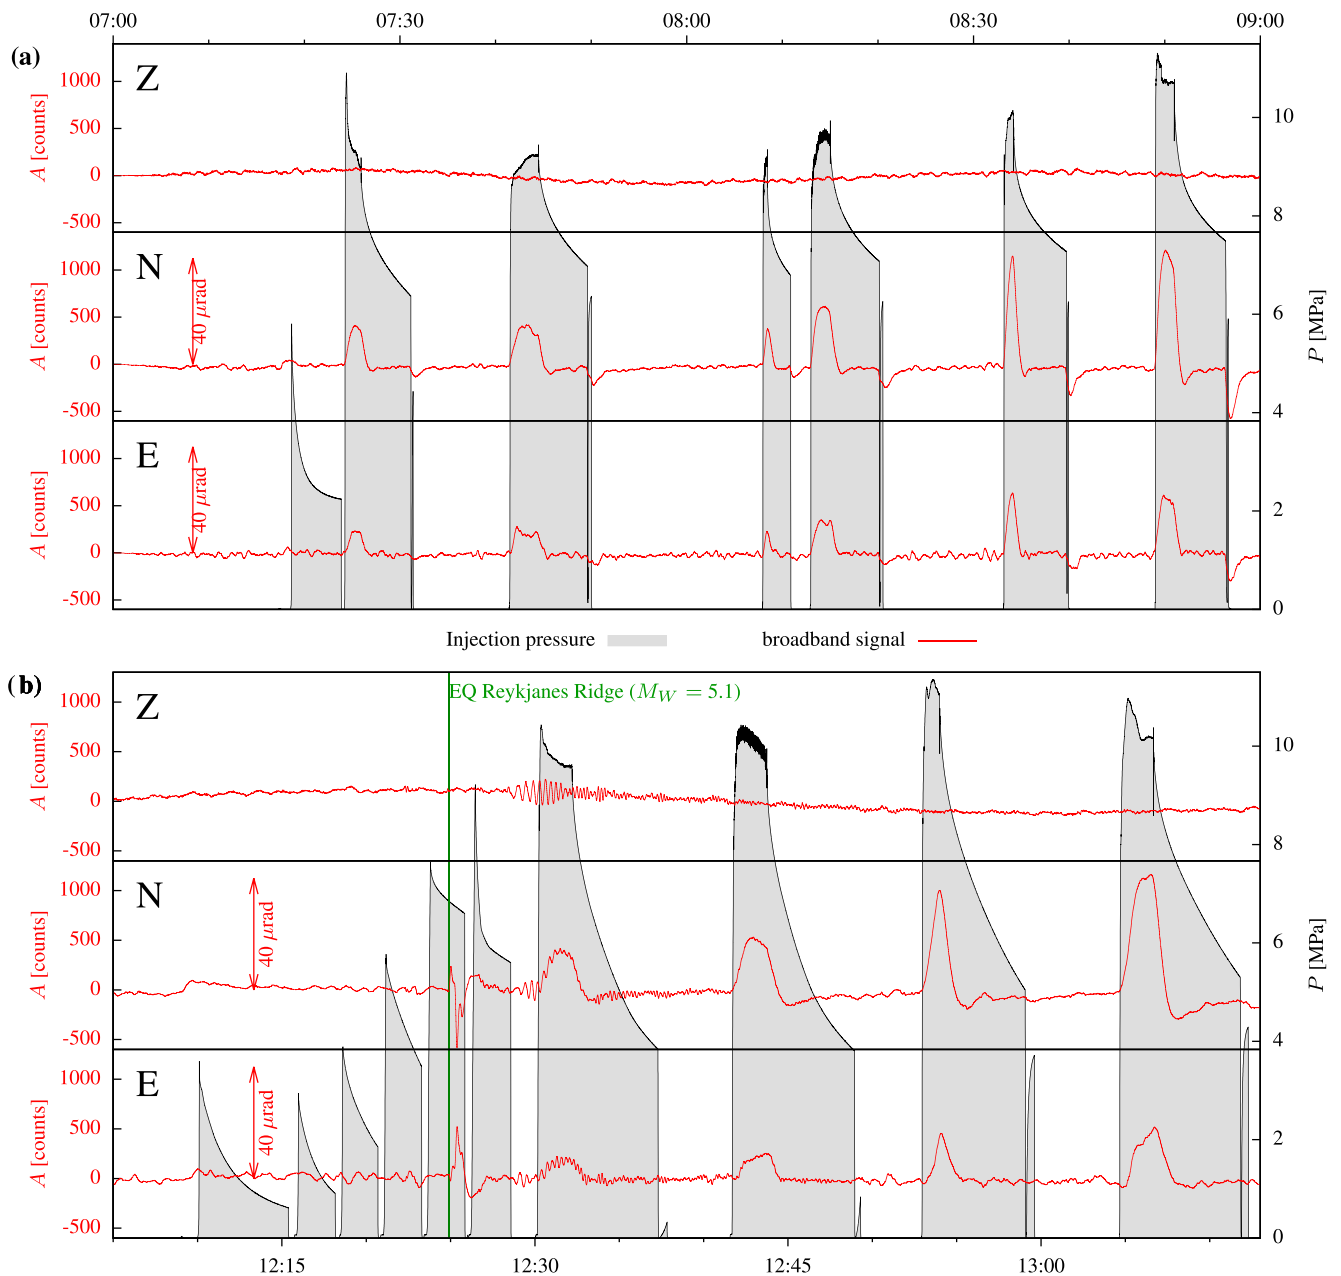 07:00 07:30 08:00 08:30 09:00
(a)
Z
1000
500
0
-500
A [counts]
10
8
N
1000
500
0
-500
A [counts]
40 μrad
6
4
P [MPa]
E
1000
500
0
-500
A [counts]
40 μrad
2
0
Injection pressure broadband signal
(b)
EQ Reykjanes Ridge (M_W = 5.1)
Z
1000
500
0
-500
A [counts]
10
8
N
1000
500
0
-500
A [counts]
40 μrad
6
4
P [MPa]
E
1000
500
0
-500
A [counts]
40 μrad
2
0
12:15 12:30 12:45 13:00